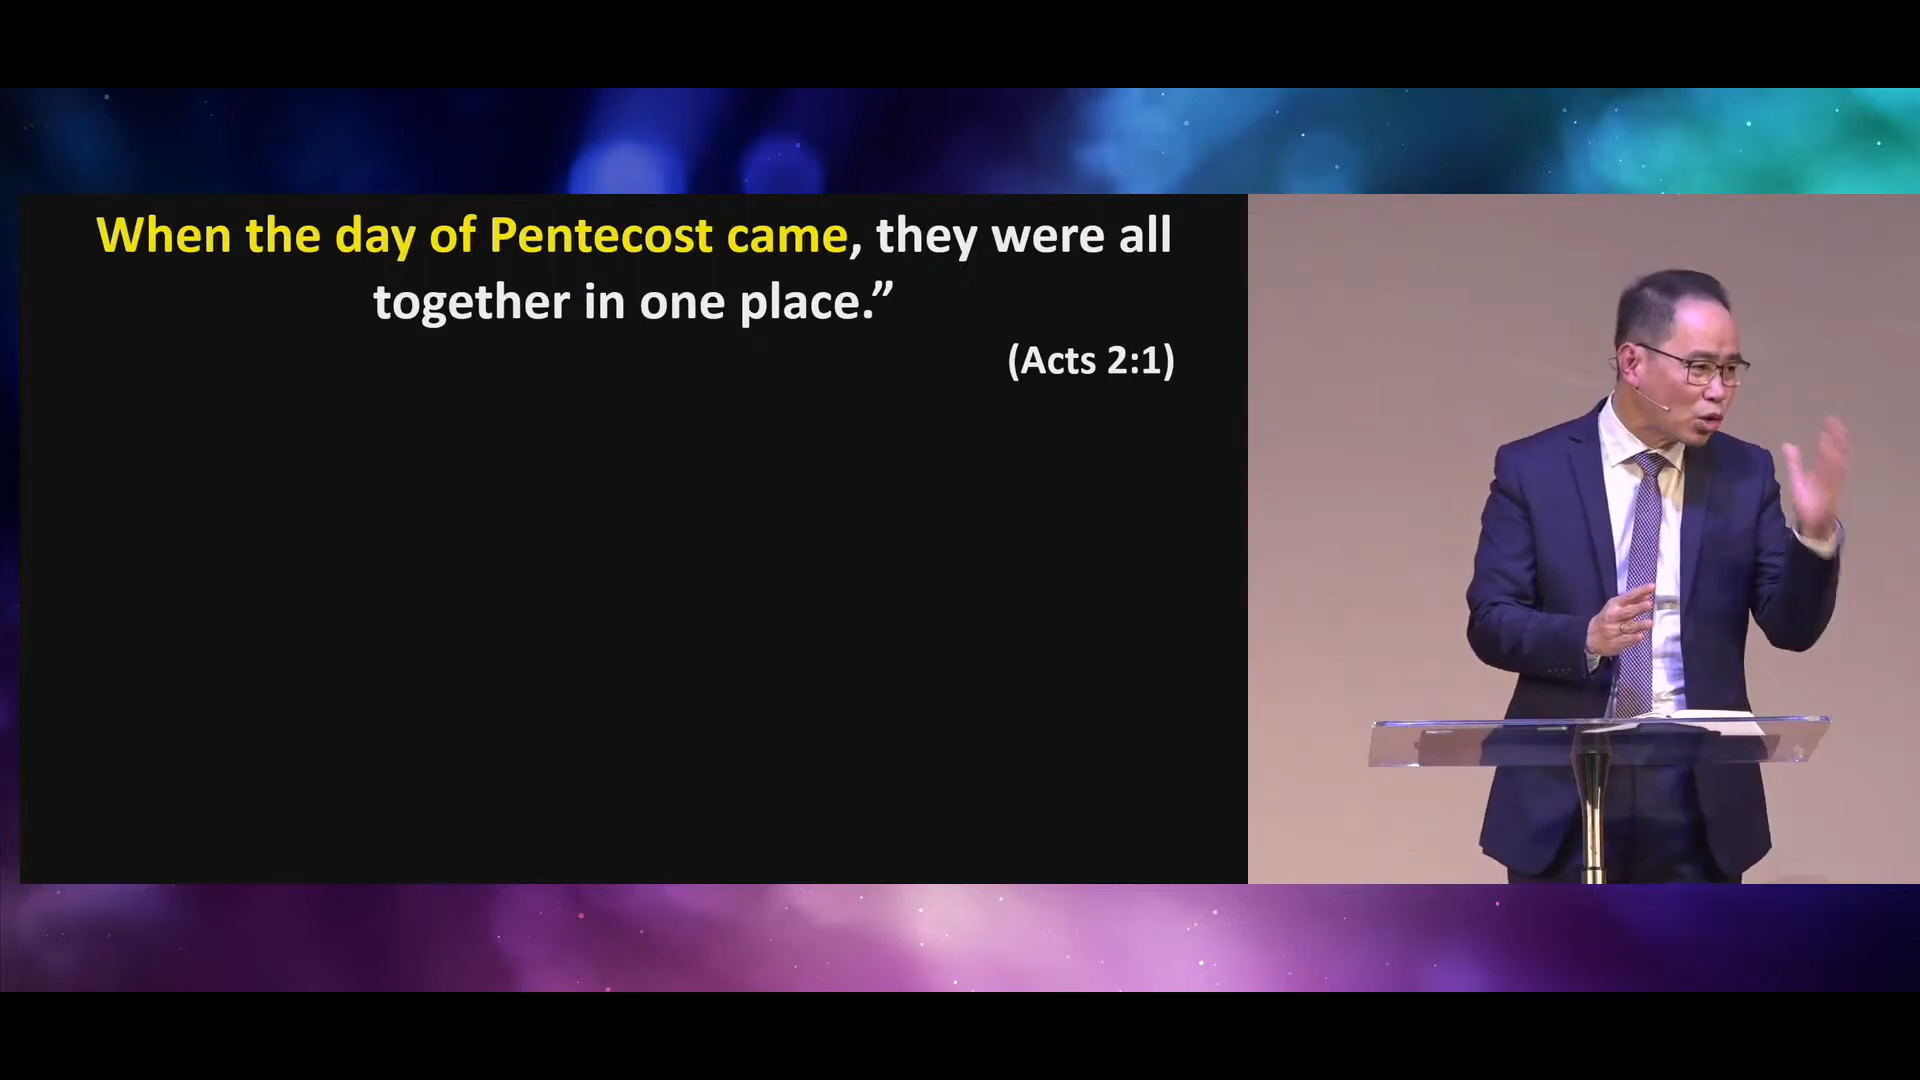 When the day of Pentecost came, they were all
together in one place.”
(Acts 2:1)